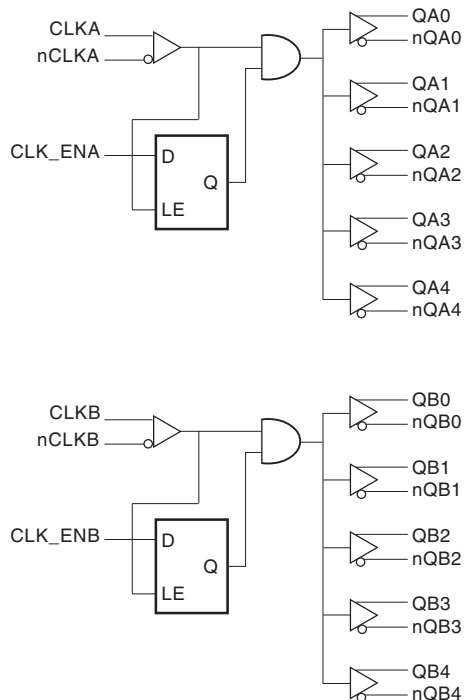 CLKA
nCLKA
CLK_ENA
D
Q
LE
QA0
nQA0
QA1
nQA1
QA2
nQA2
QA3
nQA3
QA4
nQA4
CLKB
nCLKB
CLK_ENB
D
Q
LE
QB0
nQB0
QB1
nQB1
QB2
nQB2
QB3
nQB3
QB4
nQB4